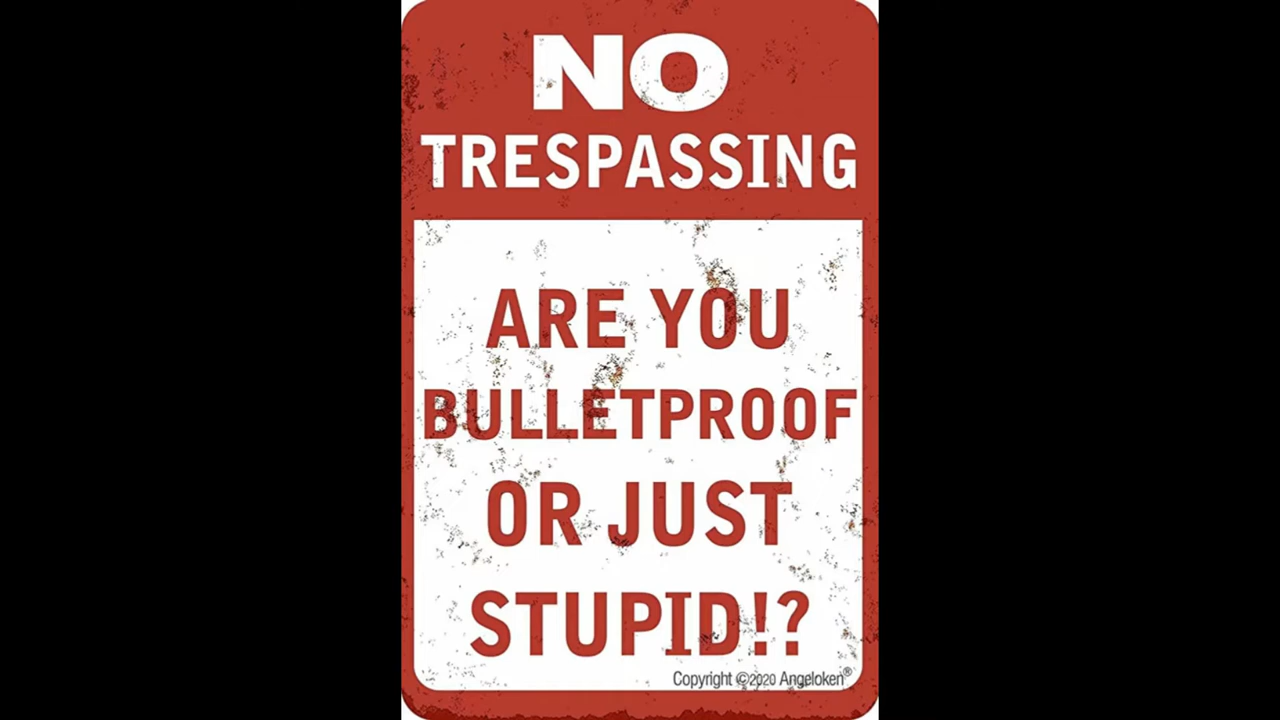 NO
TRESPASSING
ARE YOU
BULLETPROOF
OR JUST
STUPID!?
Copyright ©2020 Angeloken®